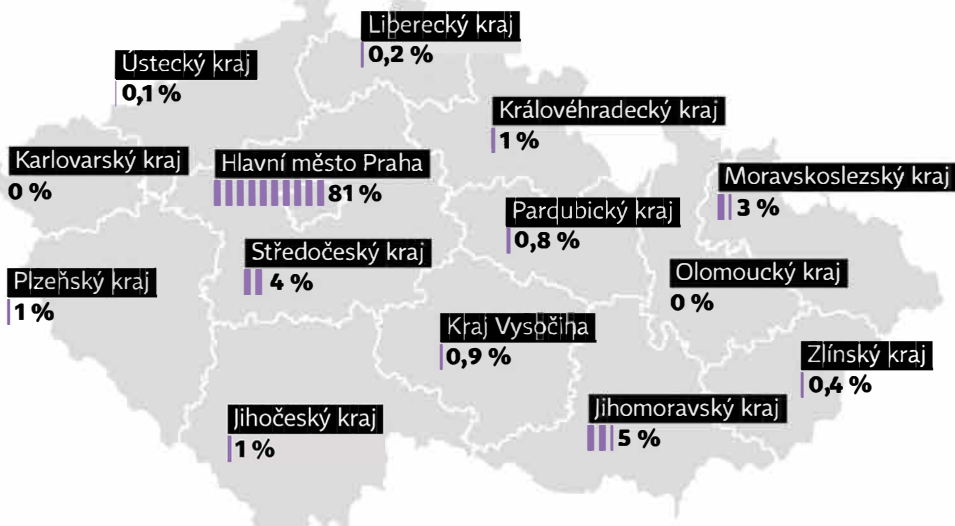 Liberecký kraj
0,2 %
Ústecký kraj
0,1 %
Královéhradecký kraj
1 %
Karlovarský kraj
0 %
Hlavní město Praha
81 %
Moravskoslezský kraj
3 %
Pardubický kraj
0,8 %
Středočeský kraj
4 %
Olomoucký kraj
0 %
Plzeňský kraj
1 %
Kraj Vysočina
0,9 %
Zlínský kraj
0,4 %
Jihočeský kraj
1 %
Jihomoravský kraj
5 %